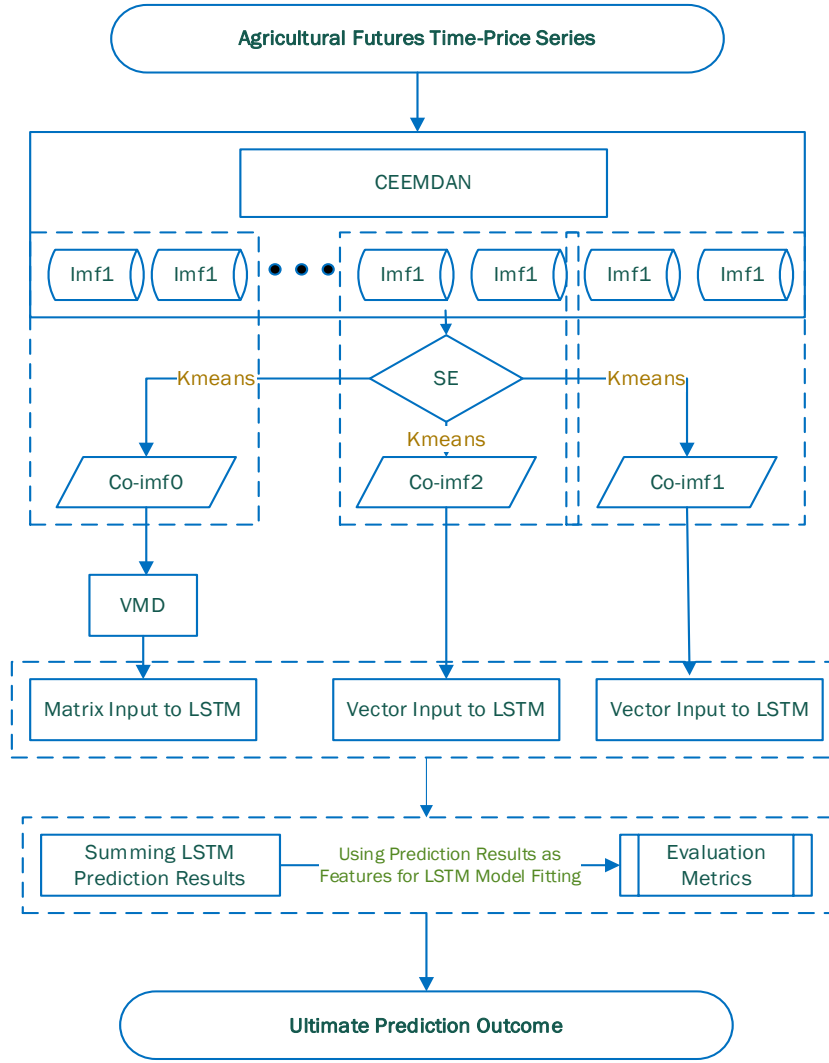 Agricultural Futures Time-Price Series
CEEMDAN
Imf1 Imf1 Imf1 Imf1 Imf1 Imf1
SE
Kmeans Kmeans
Kmeans
Co-imf0 Co-imf2 Co-imf1
VMD
Matrix Input to LSTM Vector Input to LSTM Vector Input to LSTM
Summing LSTM
Prediction Results
Using Prediction Results as
Features for LSTM Model Fitting
Evaluation
Metrics
Ultimate Prediction Outcome